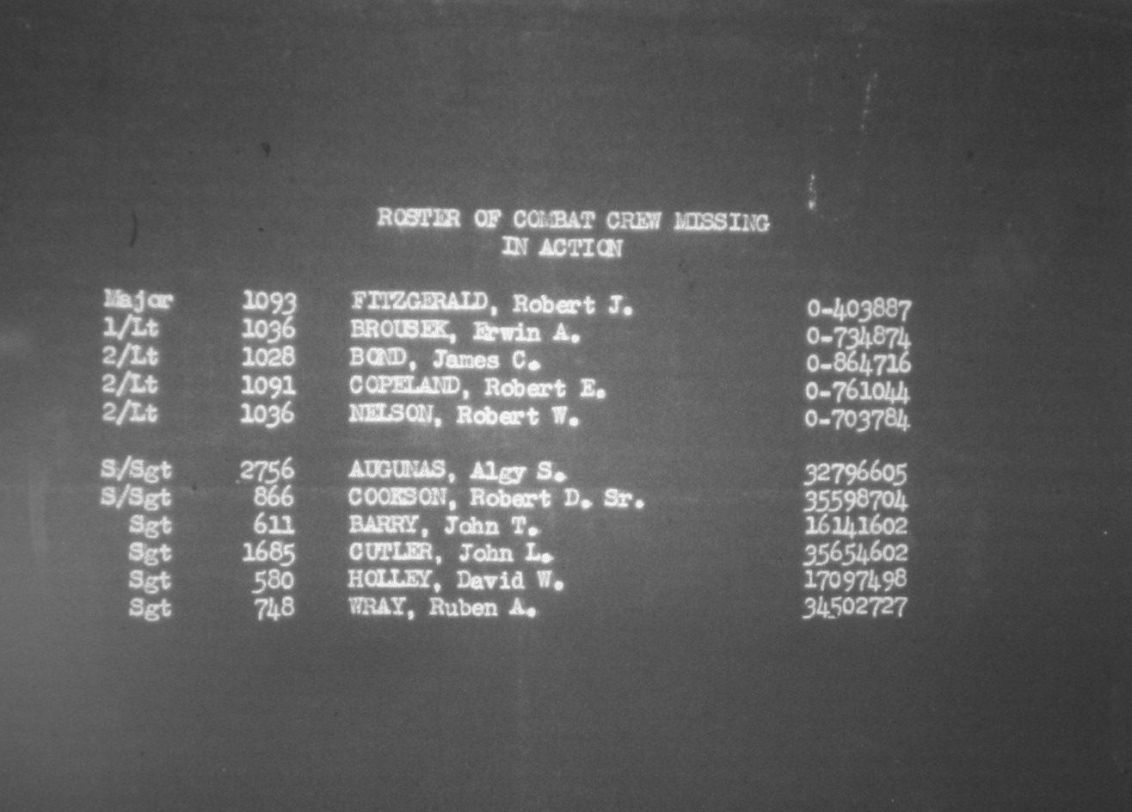 ROSTER OF COMBAT CREW MISSING
IN ACTION
Major 1093 FITZGERALD, Robert J. 0-403887
1/Lt 1036 BROUSEK, Erwin A. 0-734874
2/Lt 1028 BOND, James C. 0-864716
2/Lt 1091 COPELAND, Robert E. 0-761044
2/Lt 1036 NELSON, Robert W. 0-703784
S/Sgt 2756 AUGUNAS, Algy S. 32796605
S/Sgt 866 COOKSON, Robert D. Sr. 35598704
Sgt 611 BARRY, John T. 16141602
Sgt 1685 CUTLER, John L. 35654602
Sgt 580 HOLLEY, David W. 17097498
Sgt 748 WRAY, Ruben A. 34502727